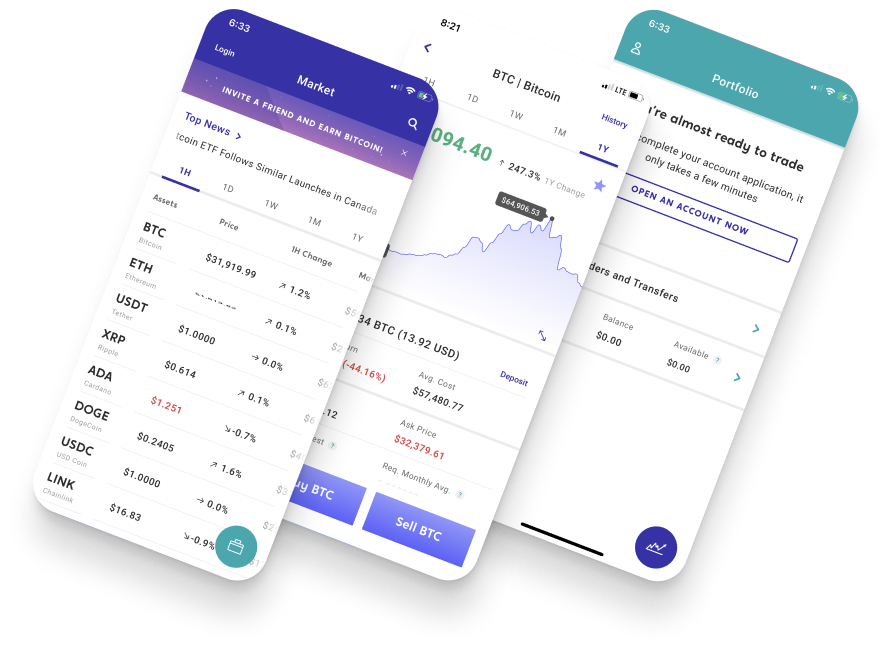 6:33
Login
Market
INVITE A FRIEND AND EARN BITCOIN!
×
Top News >
Bitcoin ETF Follows Similar Launches in Canada
1H 1D 1W 1M 1Y
Assets Price 1H Change
BTC $31,919.99 ↗ 1.2%
Bitcoin
ETH ↗ 0.1%
Ethereum
USDT $1.0000 → 0.0%
Tether
XRP $0.614 ↗ 0.1%
Ripple
ADA $1.251 ↘-0.7%
Cardano
DOGE $0.2405 ↗ 1.6%
DogeCoin
USDC $1.0000 → 0.0%
USD Coin
LINK $16.83 ↘-0.9%
Chainlink
8:21
LTE
BTC | Bitcoin
History
1H 1D 1W 1M 1Y
094.40
↑ 247.3% 1Y Change
$64,906.53
34 BTC (13.92 USD)
Deposit
(-44.16%)
Avg. Cost
$57,480.77
.12
Ask Price
$32,379.61
Req. Monthly Avg. ?
Buy BTC
Sell BTC
6:33
Portfolio
You're almost ready to trade
complete your account application, it
only takes a few minutes
OPEN AN ACCOUNT NOW
ders and Transfers
Balance Available ?
$0.00 $0.00